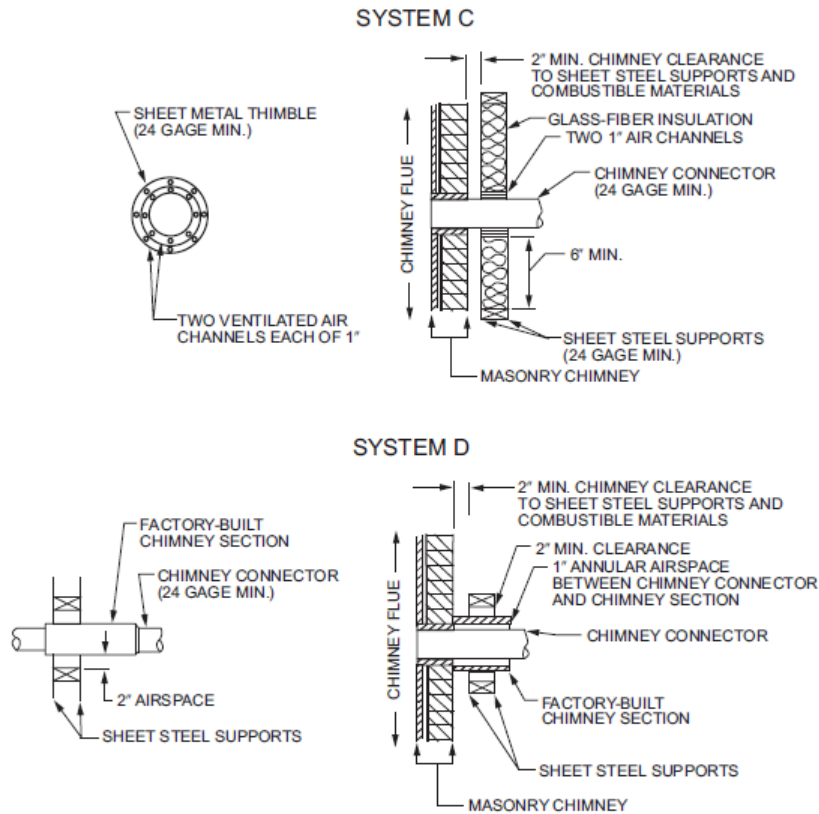 SYSTEM C
2″ MIN. CHIMNEY CLEARANCE
TO SHEET STEEL SUPPORTS AND
COMBUSTIBLE MATERIALS
SHEET METAL THIMBLE
(24 GAGE MIN.)
GLASS-FIBER INSULATION
TWO 1″ AIR CHANNELS
CHIMNEY CONNECTOR
(24 GAGE MIN.)
CHIMNEY FLUE
6″ MIN.
TWO VENTILATED AIR
CHANNELS EACH OF 1″
SHEET STEEL SUPPORTS
(24 GAGE MIN.)
MASONRY CHIMNEY
SYSTEM D
2″ MIN. CHIMNEY CLEARANCE
TO SHEET STEEL SUPPORTS AND
COMBUSTIBLE MATERIALS
FACTORY-BUILT
CHIMNEY SECTION
CHIMNEY CONNECTOR
(24 GAGE MIN.)
2″ AIRSPACE
SHEET STEEL SUPPORTS
2″ MIN. CLEARANCE
1″ ANNULAR AIRSPACE
BETWEEN CHIMNEY CONNECTOR
AND CHIMNEY SECTION
CHIMNEY FLUE
CHIMNEY CONNECTOR
FACTORY-BUILT
CHIMNEY SECTION
SHEET STEEL SUPPORTS
MASONRY CHIMNEY